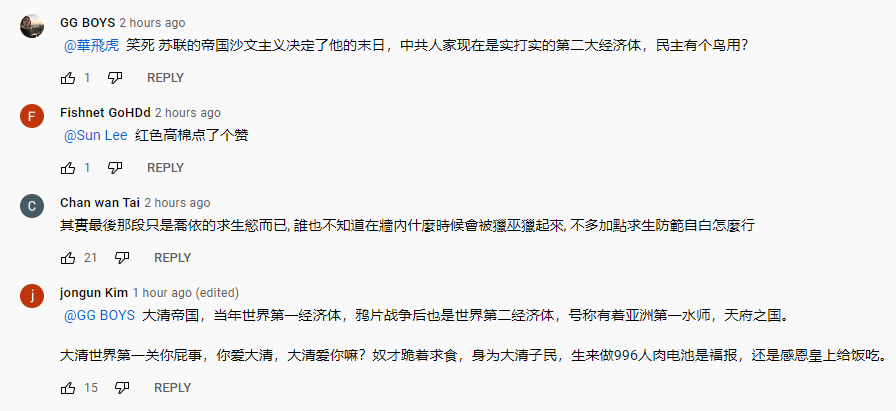 GG BOYS 2 hours ago
@華飛虎 笑死 苏联的帝国沙文主义决定了他的末日，中共人家现在是实打实的第二大经济体，民主有个鸟用？
1 REPLY
F Fishnet GoHDd 2 hours ago
@Sun Lee 红色高棉点了个赞
1 REPLY
C Chan wan Tai 2 hours ago
其實最後那段只是喬依的求生慾而已, 誰也不知道在牆內什麼時候會被獵巫獵起來, 不多加點求生防範自白怎麼行
21 REPLY
j jongun Kim 1 hour ago (edited)
@GG BOYS 大清帝国，当年世界第一经济体，鸦片战争后也是世界第二经济体，号称有着亚洲第一水师，天府之国。
大清世界第一关你屁事，你爱大清，大清爱你嘛？奴才跪着求食，身为大清子民，生来做996人肉电池是福报，还是感恩皇上给饭吃。
15 REPLY